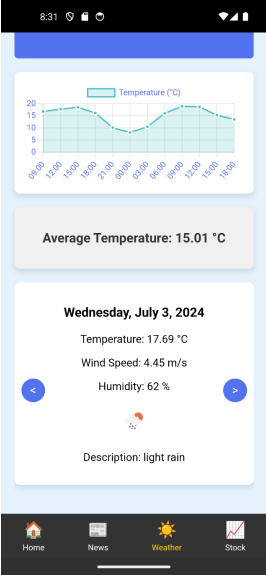 8:31
Temperature (°C)
20
15
10
5
0
09:00 12:00 15:00 18:00 21:00 00:00 03:00 06:00 09:00 12:00 15:00 18:00
Average Temperature: 15.01 °C
Wednesday, July 3, 2024
Temperature: 17.69 °C
Wind Speed: 4.45 m/s
Humidity: 62 %
< >
Description: light rain
Home News Weather Stock